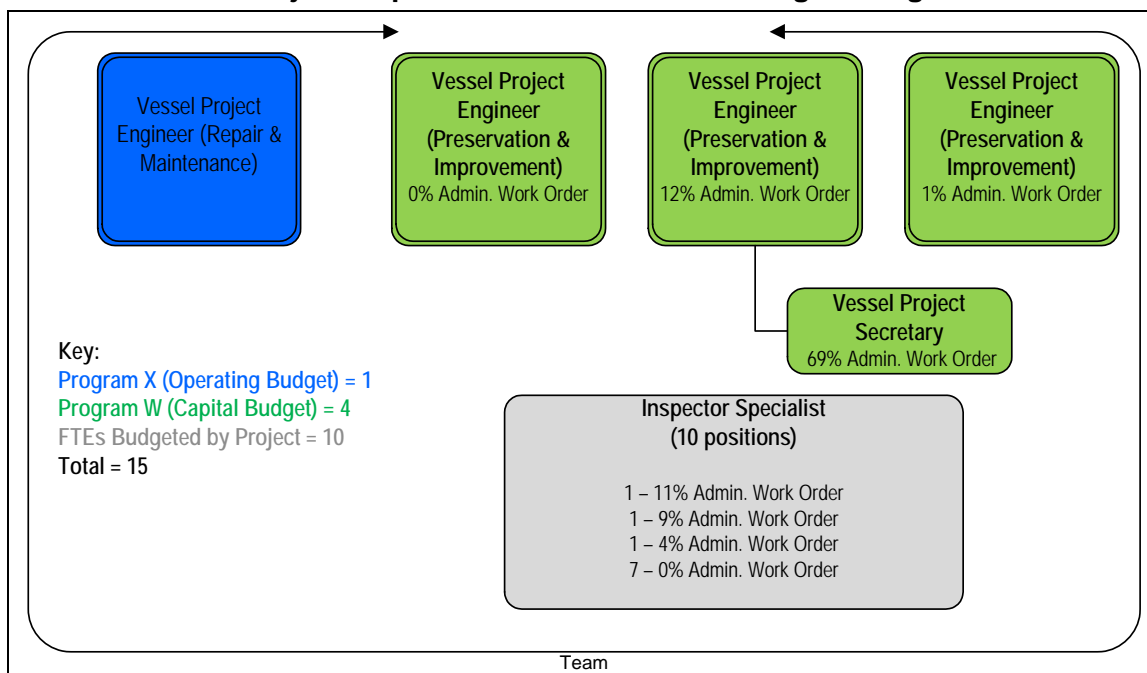 Vessel Project
Engineer (Repair &
Maintenance)
Vessel Project
Engineer
(Preservation &
Improvement)
0% Admin. Work Order
Vessel Project
Engineer
(Preservation &
Improvement)
12% Admin. Work Order
Vessel Project
Engineer
(Preservation &
Improvement)
1% Admin. Work Order
Vessel Project
Secretary
69% Admin. Work Order
Key:
Program X (Operating Budget) = 1
Program W (Capital Budget) = 4
FTEs Budgeted by Project = 10
Total = 15
Inspector Specialist
(10 positions)
1 – 11% Admin. Work Order
1 – 9% Admin. Work Order
1 – 4% Admin. Work Order
7 – 0% Admin. Work Order
Team